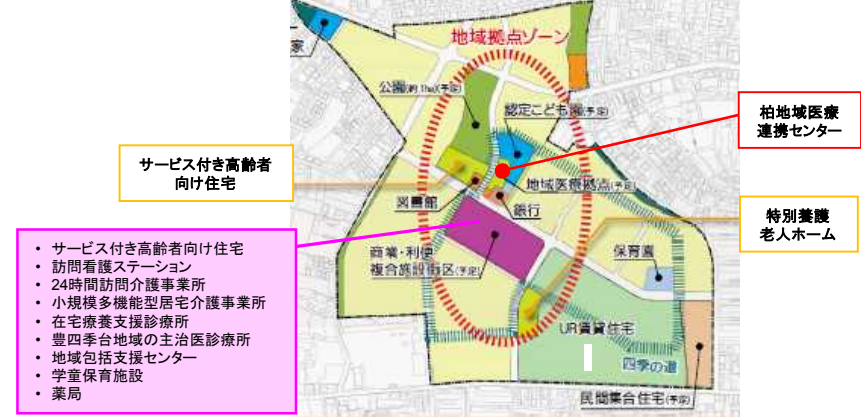 家
地域拠点ゾーン
公園(約1ha)(予定)
認定こども園(予定)
柏地域医療
連携センター
サービス付き高齢者
向け住宅
地域医療拠点(予定)
図書館
銀行
特別養護
老人ホーム
商業・利便
複合施設街区(予定)
保育園
• サービス付き高齢者向け住宅
• 訪問看護ステーション
• 24時間訪問介護事業所
• 小規模多機能型居宅介護事業所
• 在宅療養支援診療所
• 豊四季台地域の主治医診療所
• 地域包括支援センター
• 学童保育施設
• 薬局
UR賃貸住宅
四季の道
民間集合住宅(予定)